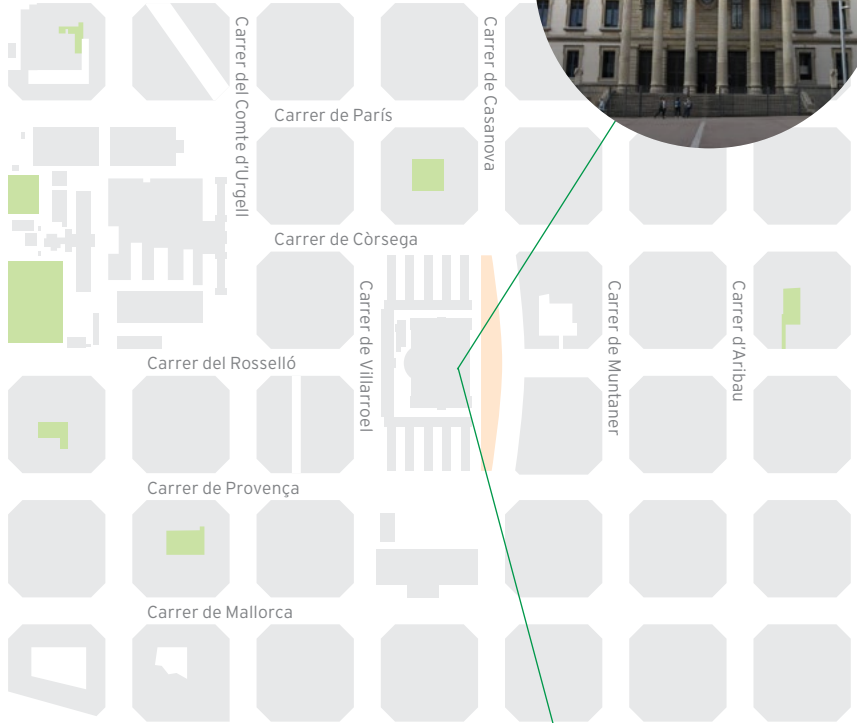 Carrer del Comte d'Urgell
Carrer de Casanova
Carrer de París
Carrer de Còrsega
Carrer de Villarroel
Carrer de Muntaner
Carrer d'Aribau
Carrer del Rosselló
Carrer de Provença
Carrer de Mallorca